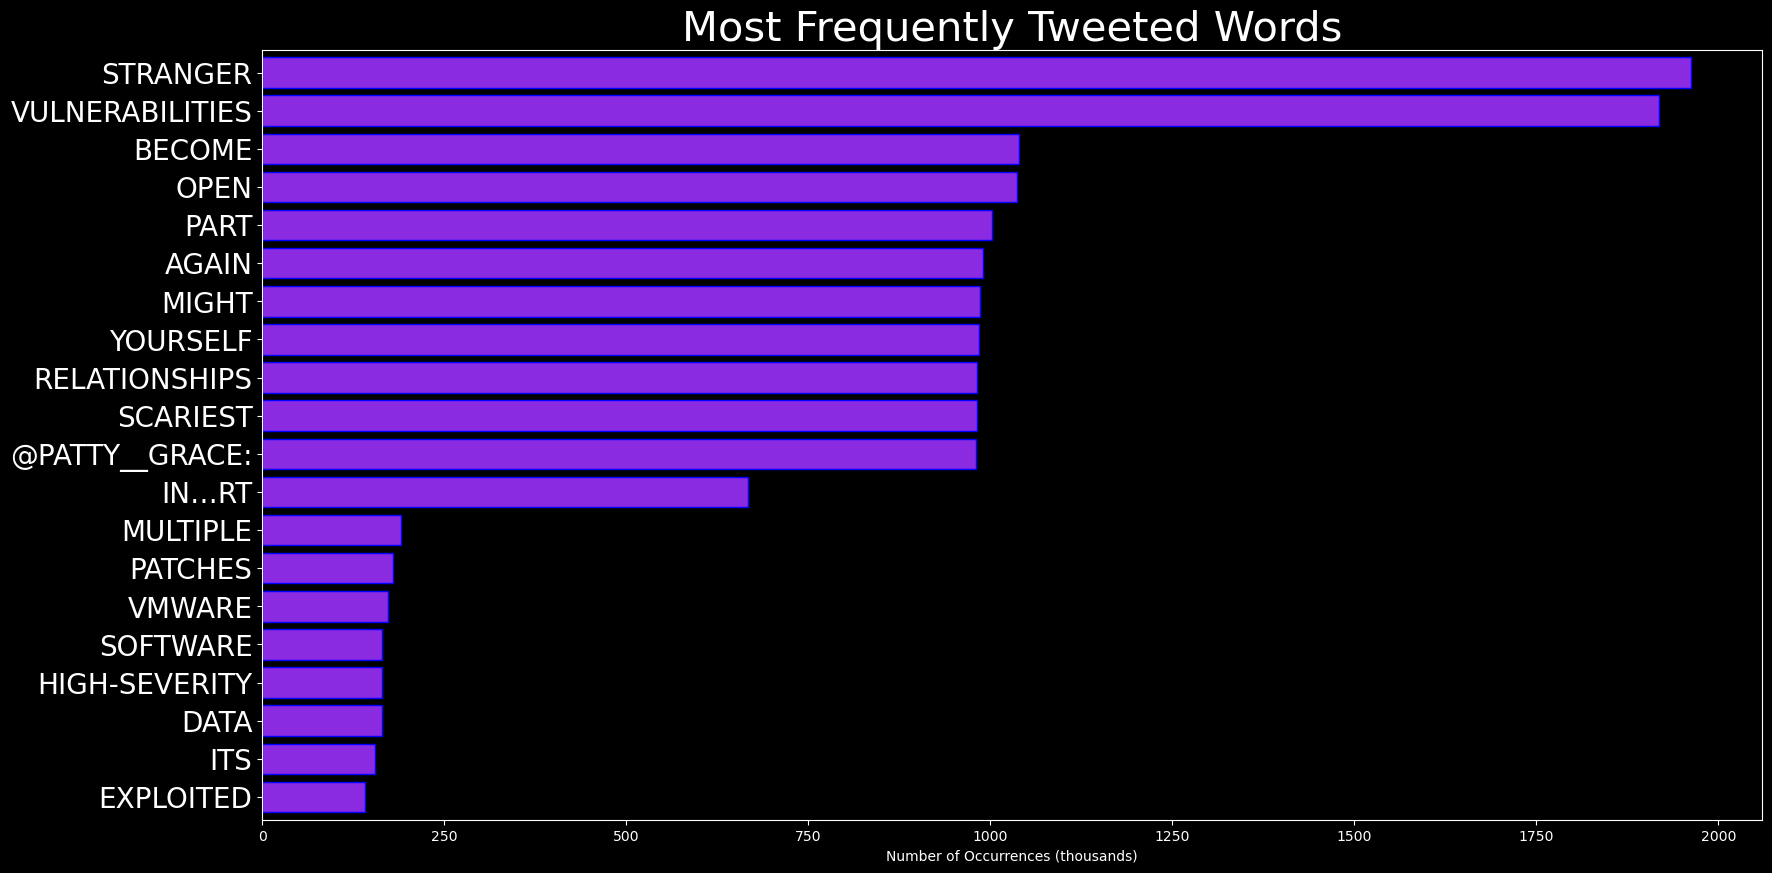 Most Frequently Tweeted Words
STRANGER
VULNERABILITIES
BECOME
OPEN
PART
AGAIN
MIGHT
YOURSELF
RELATIONSHIPS
SCARIEST
@PATTY__GRACE:
IN…RT
MULTIPLE
PATCHES
VMWARE
SOFTWARE
HIGH-SEVERITY
DATA
ITS
EXPLOITED
0 250 500 750 1000 1250 1500 1750 2000
Number of Occurrences (thousands)